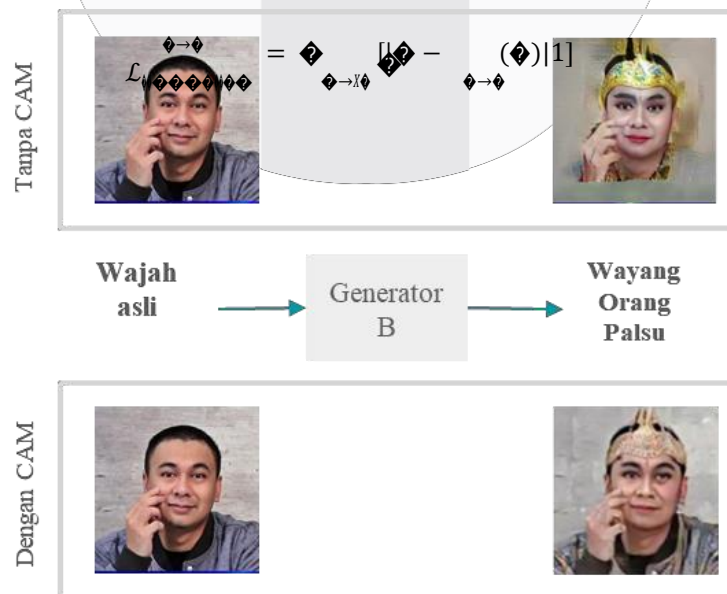 Tanpa CAM
Wajah
asli
Generator
B
Wayang
Orang
Palsu
Dengan CAM